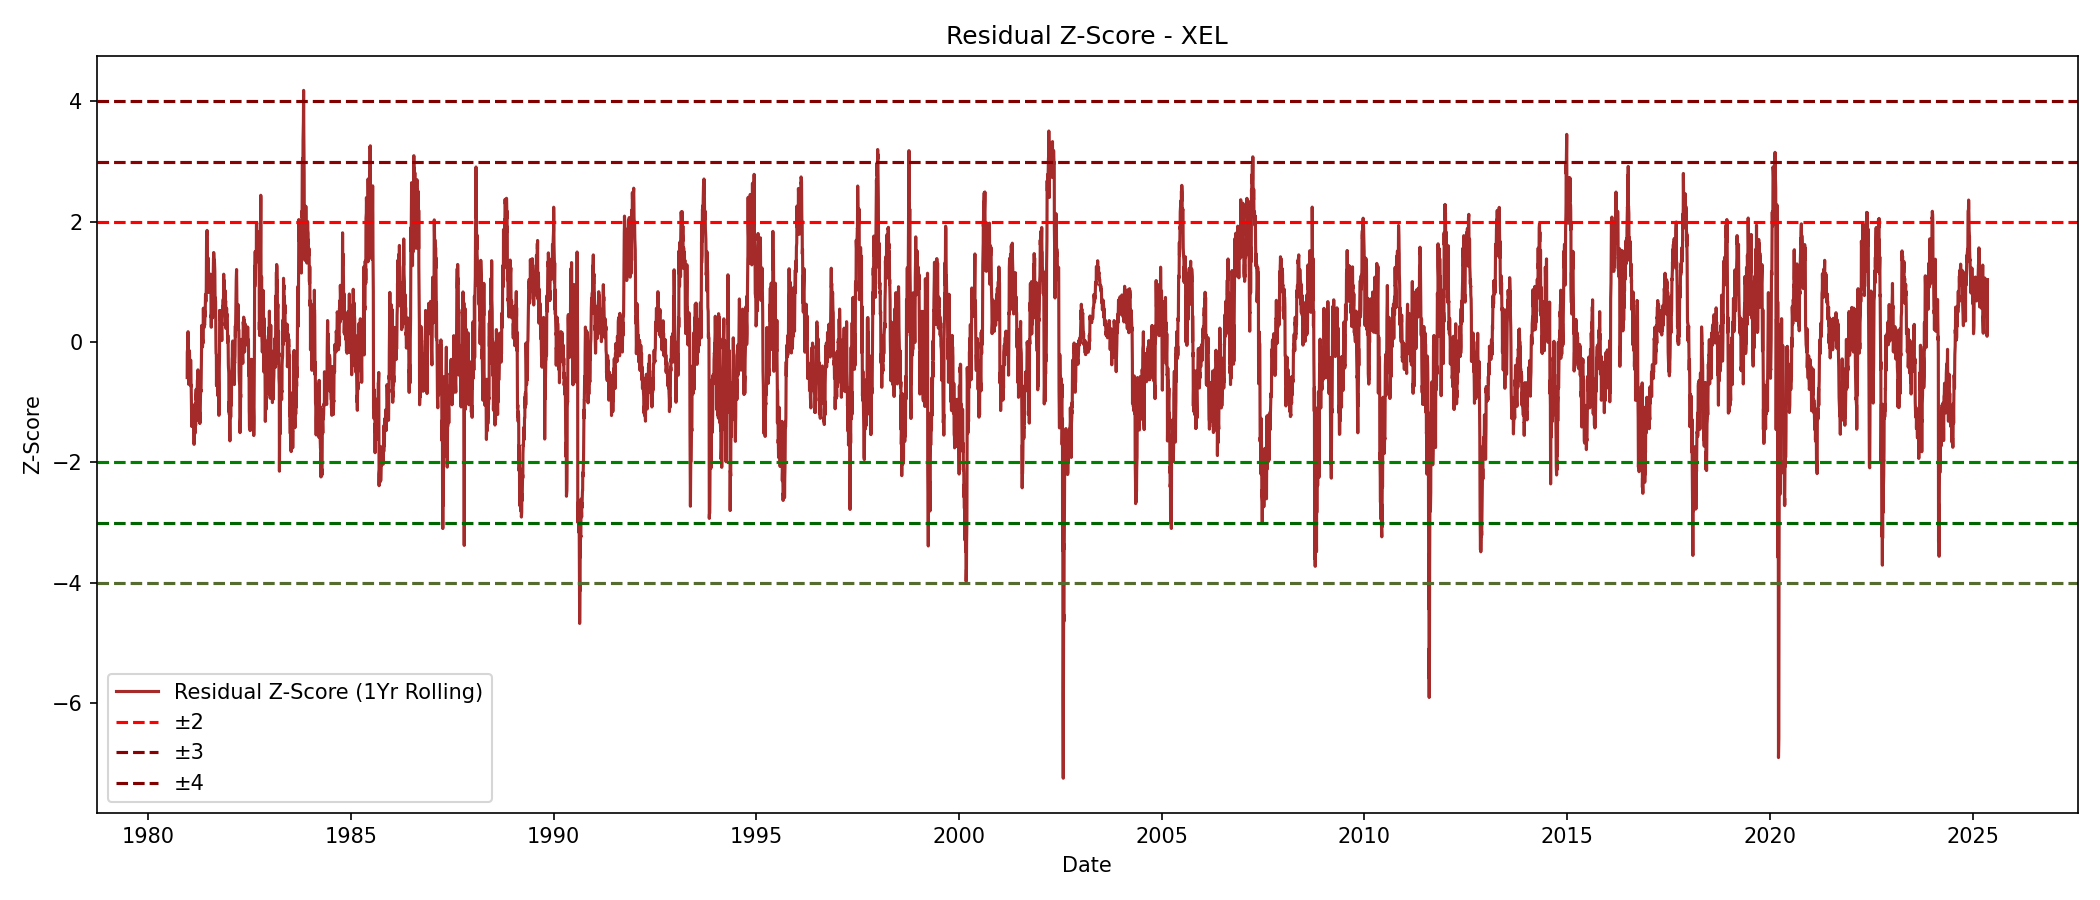 Residual Z-Score - XEL
Z-Score
4
2
0
−2
−4
−6
Residual Z-Score (1Yr Rolling)
±2
±3
±4
1980 1985 1990 1995 2000 2005 2010 2015 2020 2025
Date